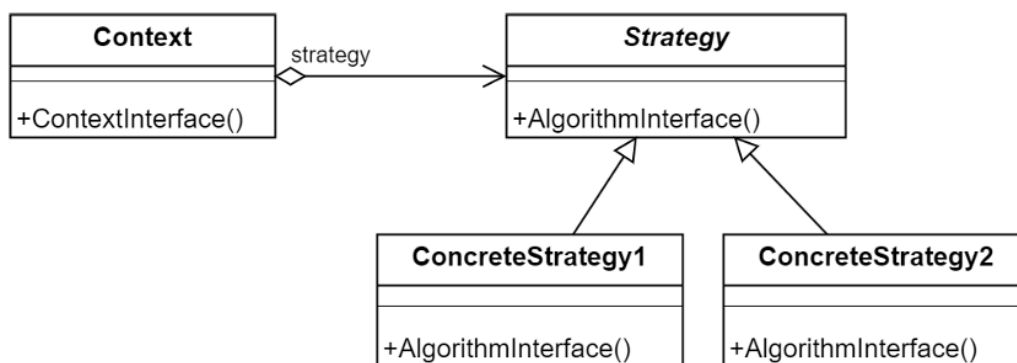 Context
strategy
Strategy
+ContextInterface()
+AlgorithmInterface()
ConcreteStrategy1
ConcreteStrategy2
+AlgorithmInterface()
+AlgorithmInterface()